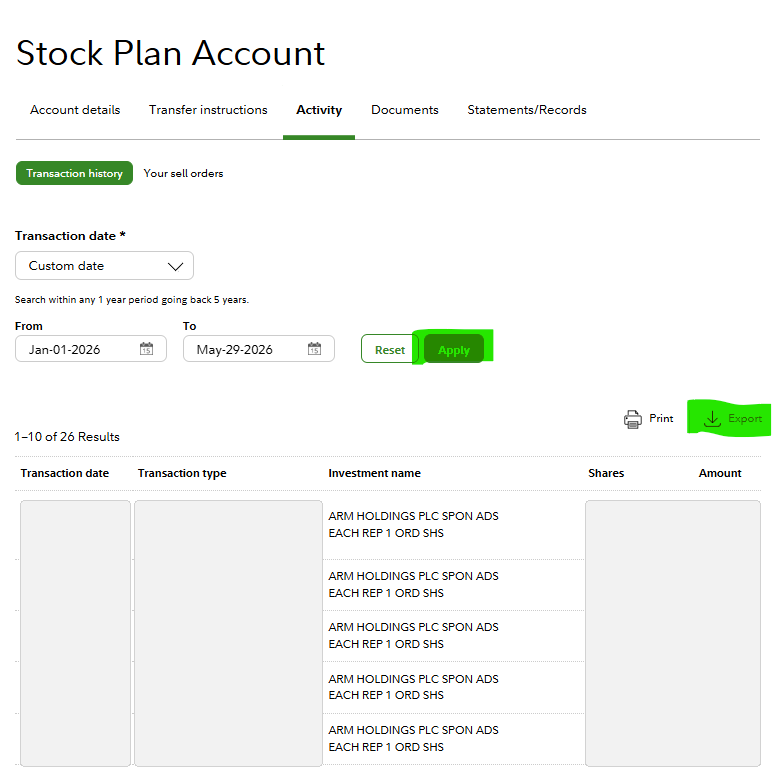 Stock Plan Account
Account details Transfer instructions Activity Documents Statements/Records
Transaction history Your sell orders
Transaction date *
Custom date
Search within any 1 year period going back 5 years.
From To
Jan-01-2026 15 May-29-2026 15 Reset Apply
Print Export
1–10 of 26 Results
Transaction date Transaction type Investment name Shares Amount
ARM HOLDINGS PLC SPON ADS
EACH REP 1 ORD SHS
ARM HOLDINGS PLC SPON ADS
EACH REP 1 ORD SHS
ARM HOLDINGS PLC SPON ADS
EACH REP 1 ORD SHS
ARM HOLDINGS PLC SPON ADS
EACH REP 1 ORD SHS
ARM HOLDINGS PLC SPON ADS
EACH REP 1 ORD SHS